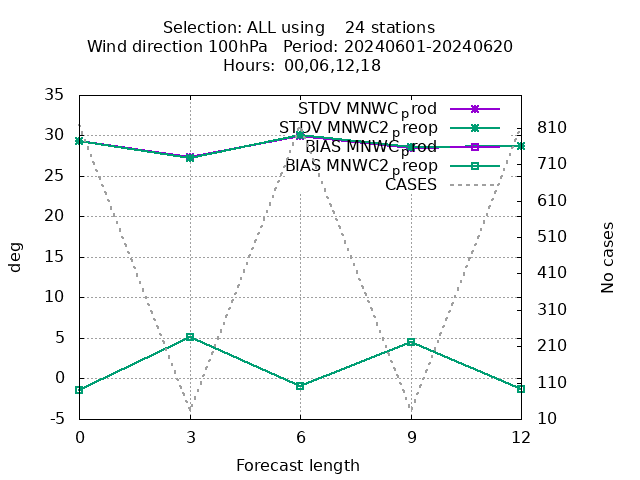 Selection: ALL using    24 stations
Wind direction 100hPa   Period: 20240601-20240620
Hours:  00,06,12,18
STDV MNWC_prod
STDV MNWC2_preop
BIAS MNWC_prod
BIAS MNWC2_preop
CASES
35
30
25
20
15
10
5
0
-5
deg
810
710
610
510
410
310
210
110
10
No cases
0 3 6 9 12
Forecast length